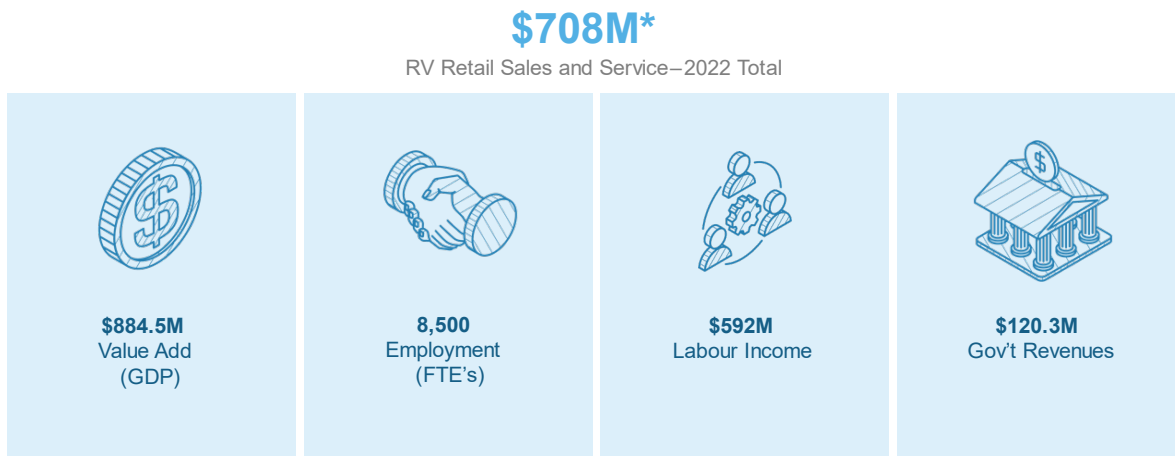 $708M*
RV Retail Sales and Service–2022 Total
$884.5M
Value Add
(GDP)
8,500
Employment
(FTE's)
$592M
Labour Income
$120.3M
Gov't Revenues